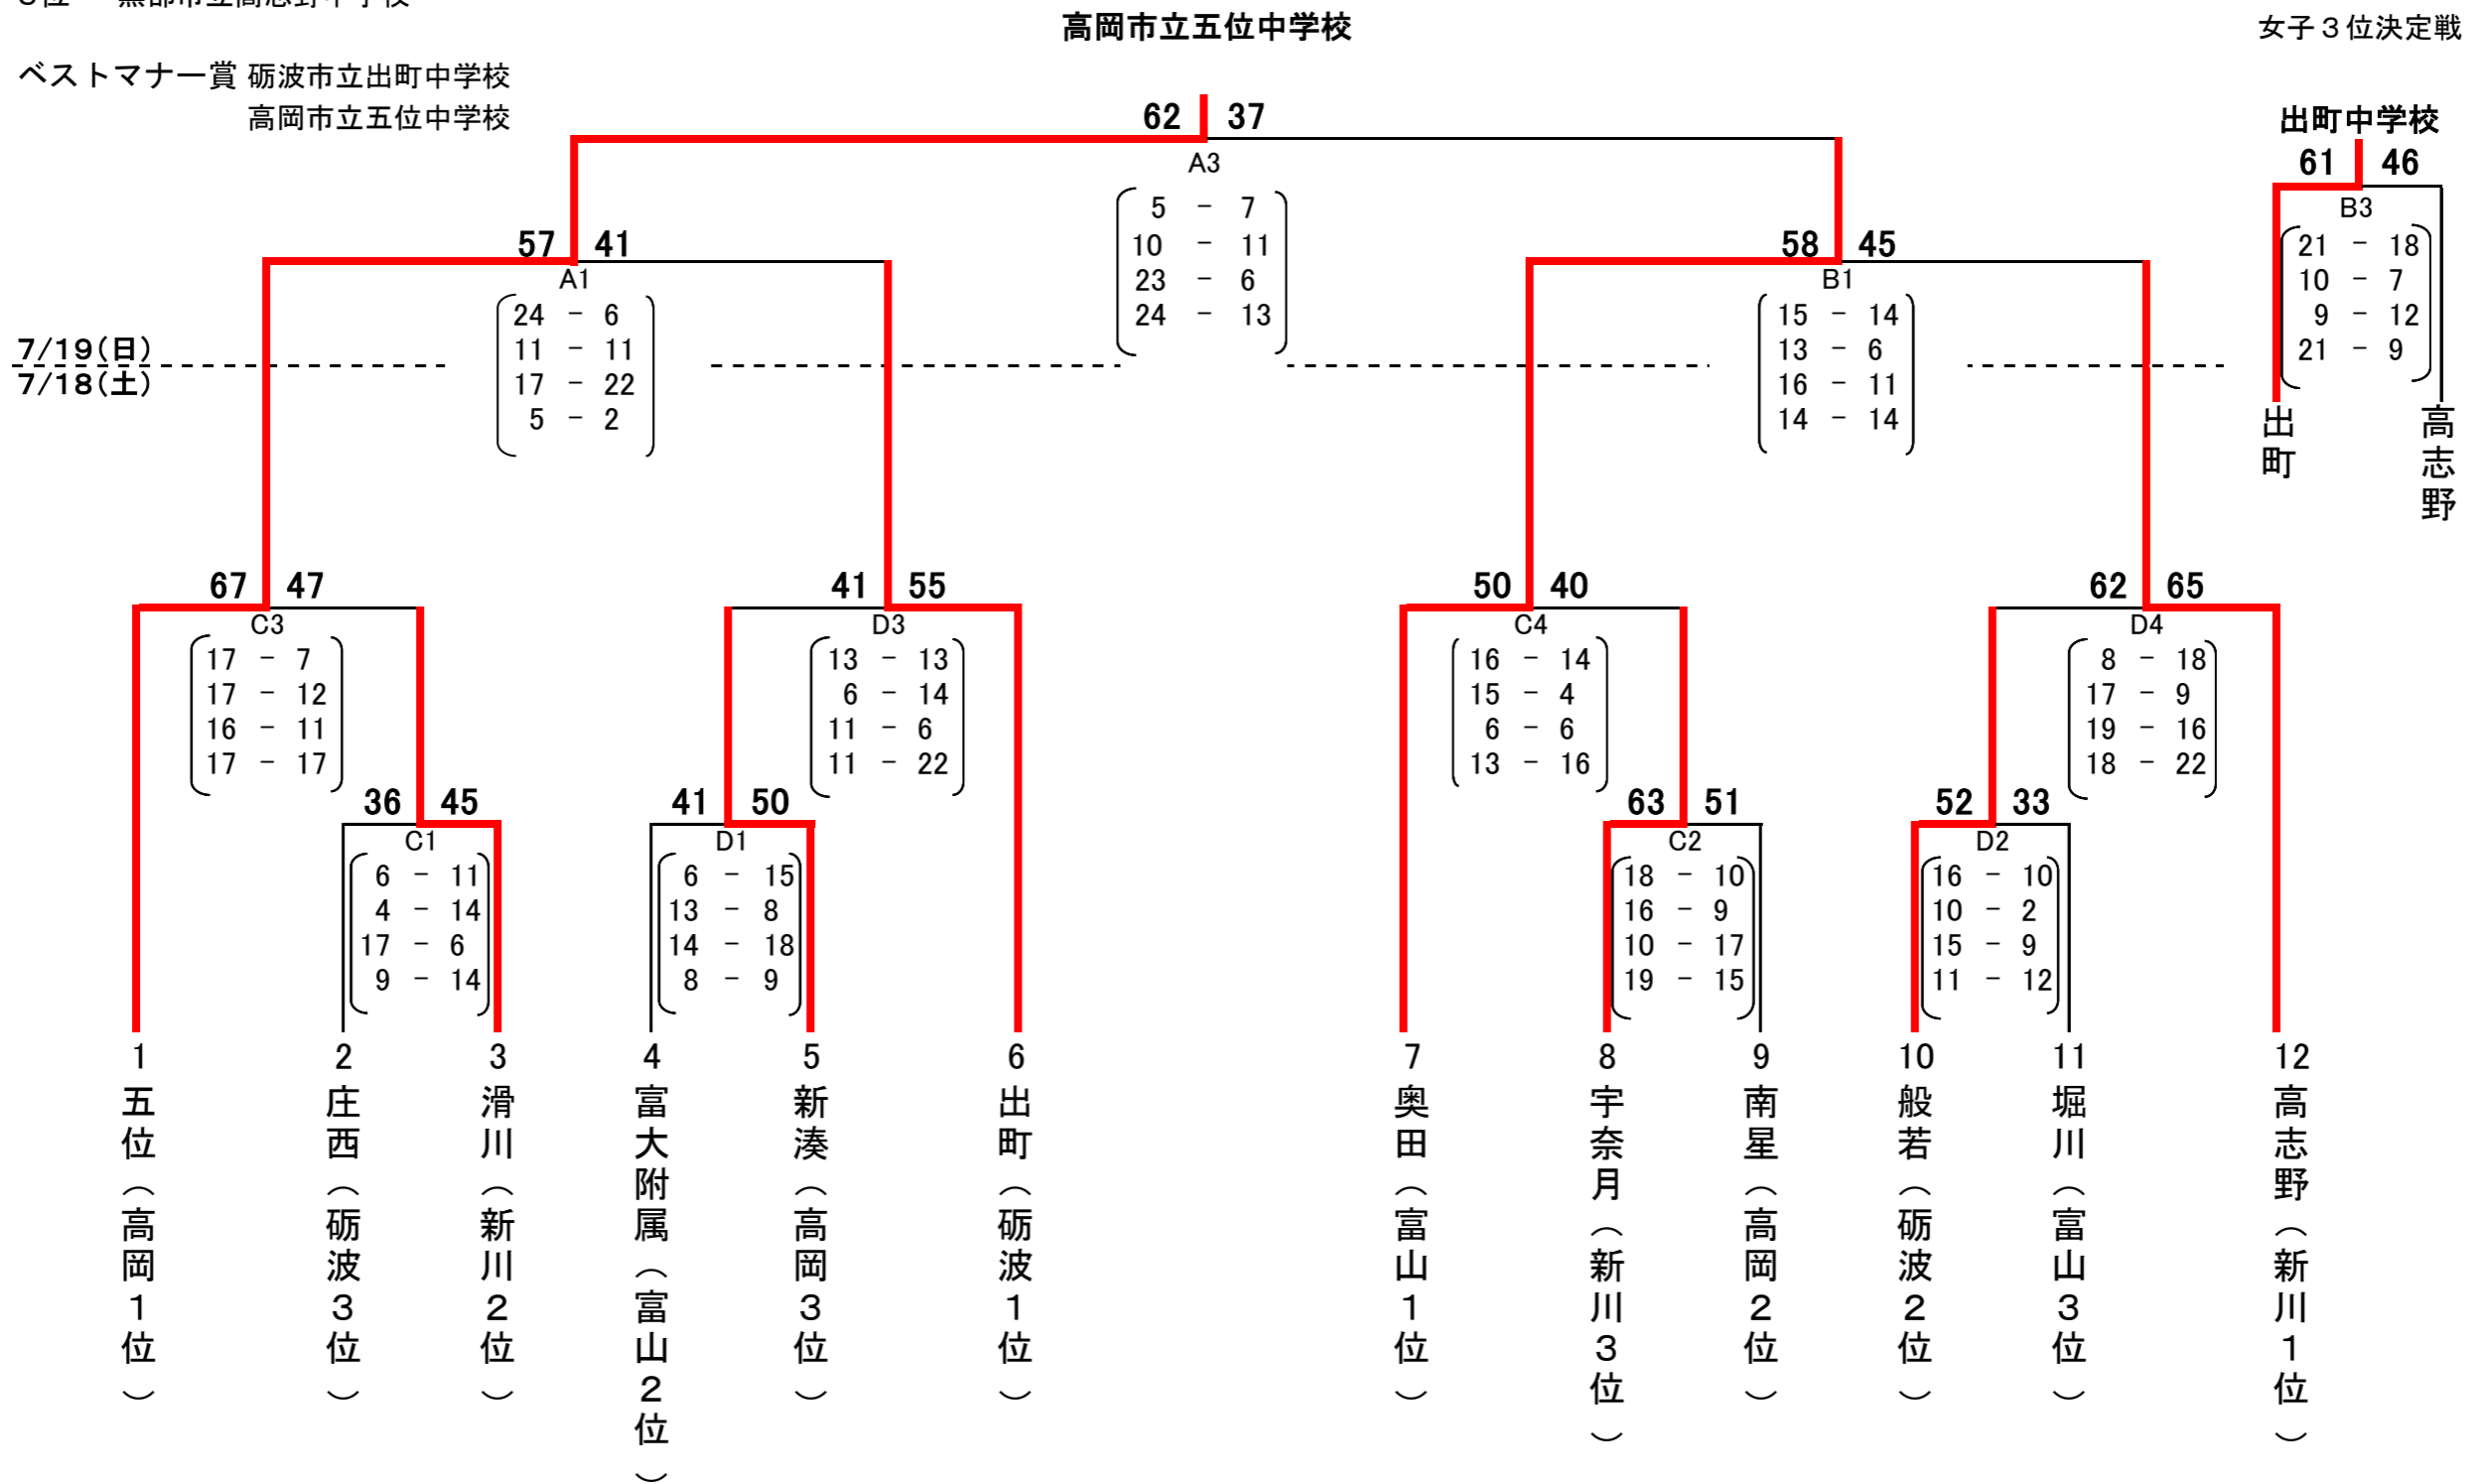 高岡市立五位中学校
女子３位決定戦
ベストマナー賞 砺波市立出町中学校
高岡市立五位中学校
62 37
A3
5 - 7
10 - 11
23 - 6
24 - 13
出町中学校
61 46
B3
21 - 18
10 - 7
9 - 12
21 - 9
出町
高志野
57 41
A1
24 - 6
11 - 11
17 - 22
5 - 2
58 45
B1
15 - 14
13 - 6
16 - 11
14 - 14
7/19(日)
7/18(土)
67 47
C3
17 - 7
17 - 12
16 - 11
17 - 17
41 55
D3
13 - 13
6 - 14
11 - 6
11 - 22
50 40
C4
16 - 14
15 - 4
6 - 6
13 - 16
62 65
D4
8 - 18
17 - 9
19 - 16
18 - 22
36 45
C1
6 - 11
4 - 14
17 - 6
9 - 14
41 50
D1
6 - 15
13 - 8
14 - 18
8 - 9
63 51
C2
18 - 10
16 - 9
10 - 17
19 - 15
52 33
D2
16 - 10
10 - 2
15 - 9
11 - 12
1
五位（高岡１位）
2
庄西（砺波３位）
3
滑川（新川２位）
4
富大附属（富山２位）
5
新湊（高岡３位）
6
出町（砺波１位）
7
奥田（富山１位）
8
宇奈月（新川３位）
9
南星（高岡２位）
10
般若（砺波２位）
11
堀川（富山３位）
12
高志野（新川１位）